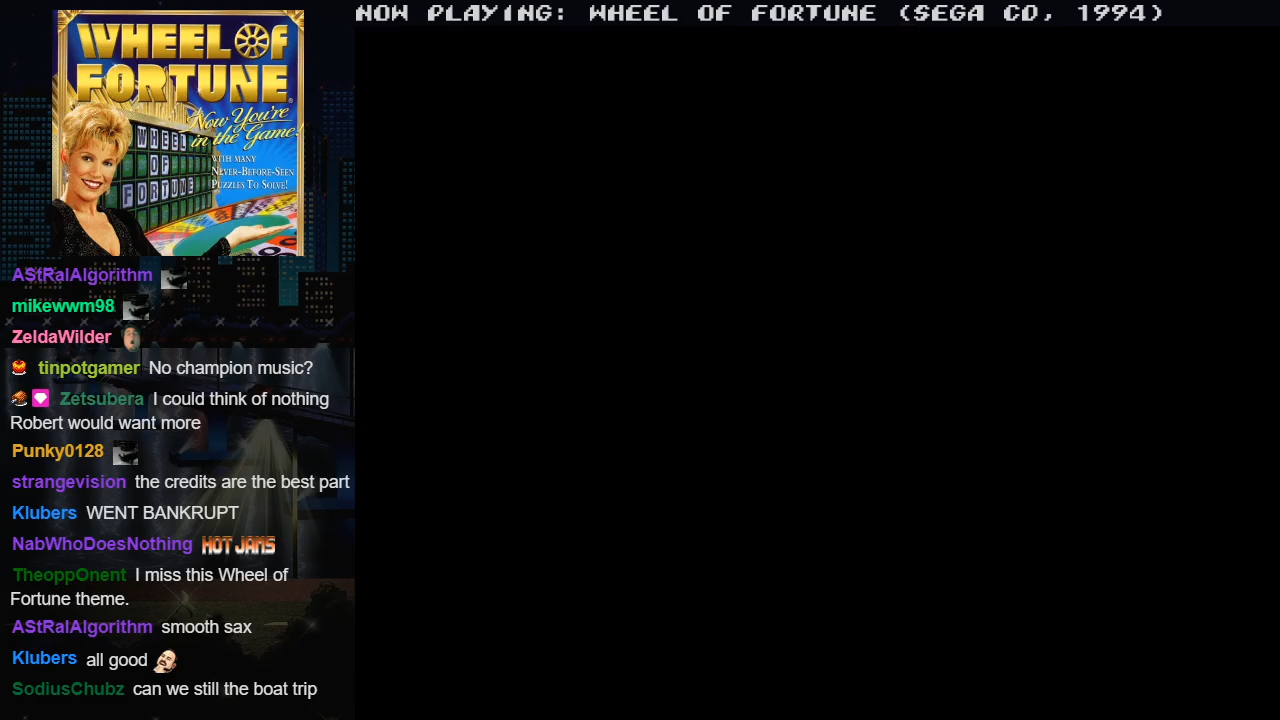 NOW PLAYING: WHEEL OF FORTUNE (SEGA CD, 1994)
WHEEL OF
FORTUNE
Now You're
in the Game!
WITH MANY
NEVER-BEFORE-SEEN
PUZZLES TO SOLVE!
WHEEL
OF
FORTUNE
AStRalAlgorithm
mikewwm98
ZeldaWilder
tinpotgamer No champion music?
Zetsubera I could think of nothing
Robert would want more
Punky0128
strangevision the credits are the best part
Klubers WENT BANKRUPT
NabWhoDoesNothing HOT JAMS
TheoppOnent I miss this Wheel of
Fortune theme.
AStRalAlgorithm smooth sax
Klubers all good
SodiusChubz can we still the boat trip